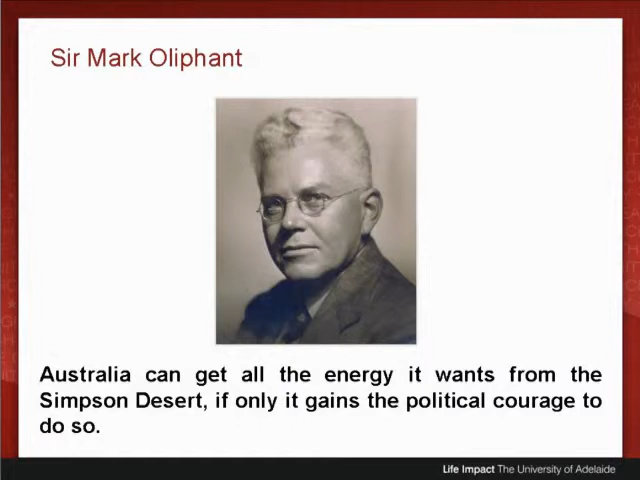 Sir Mark Oliphant
Australia can get all the energy it wants from the
Simpson Desert, if only it gains the political courage to
do so.
Life Impact The University of Adelaide